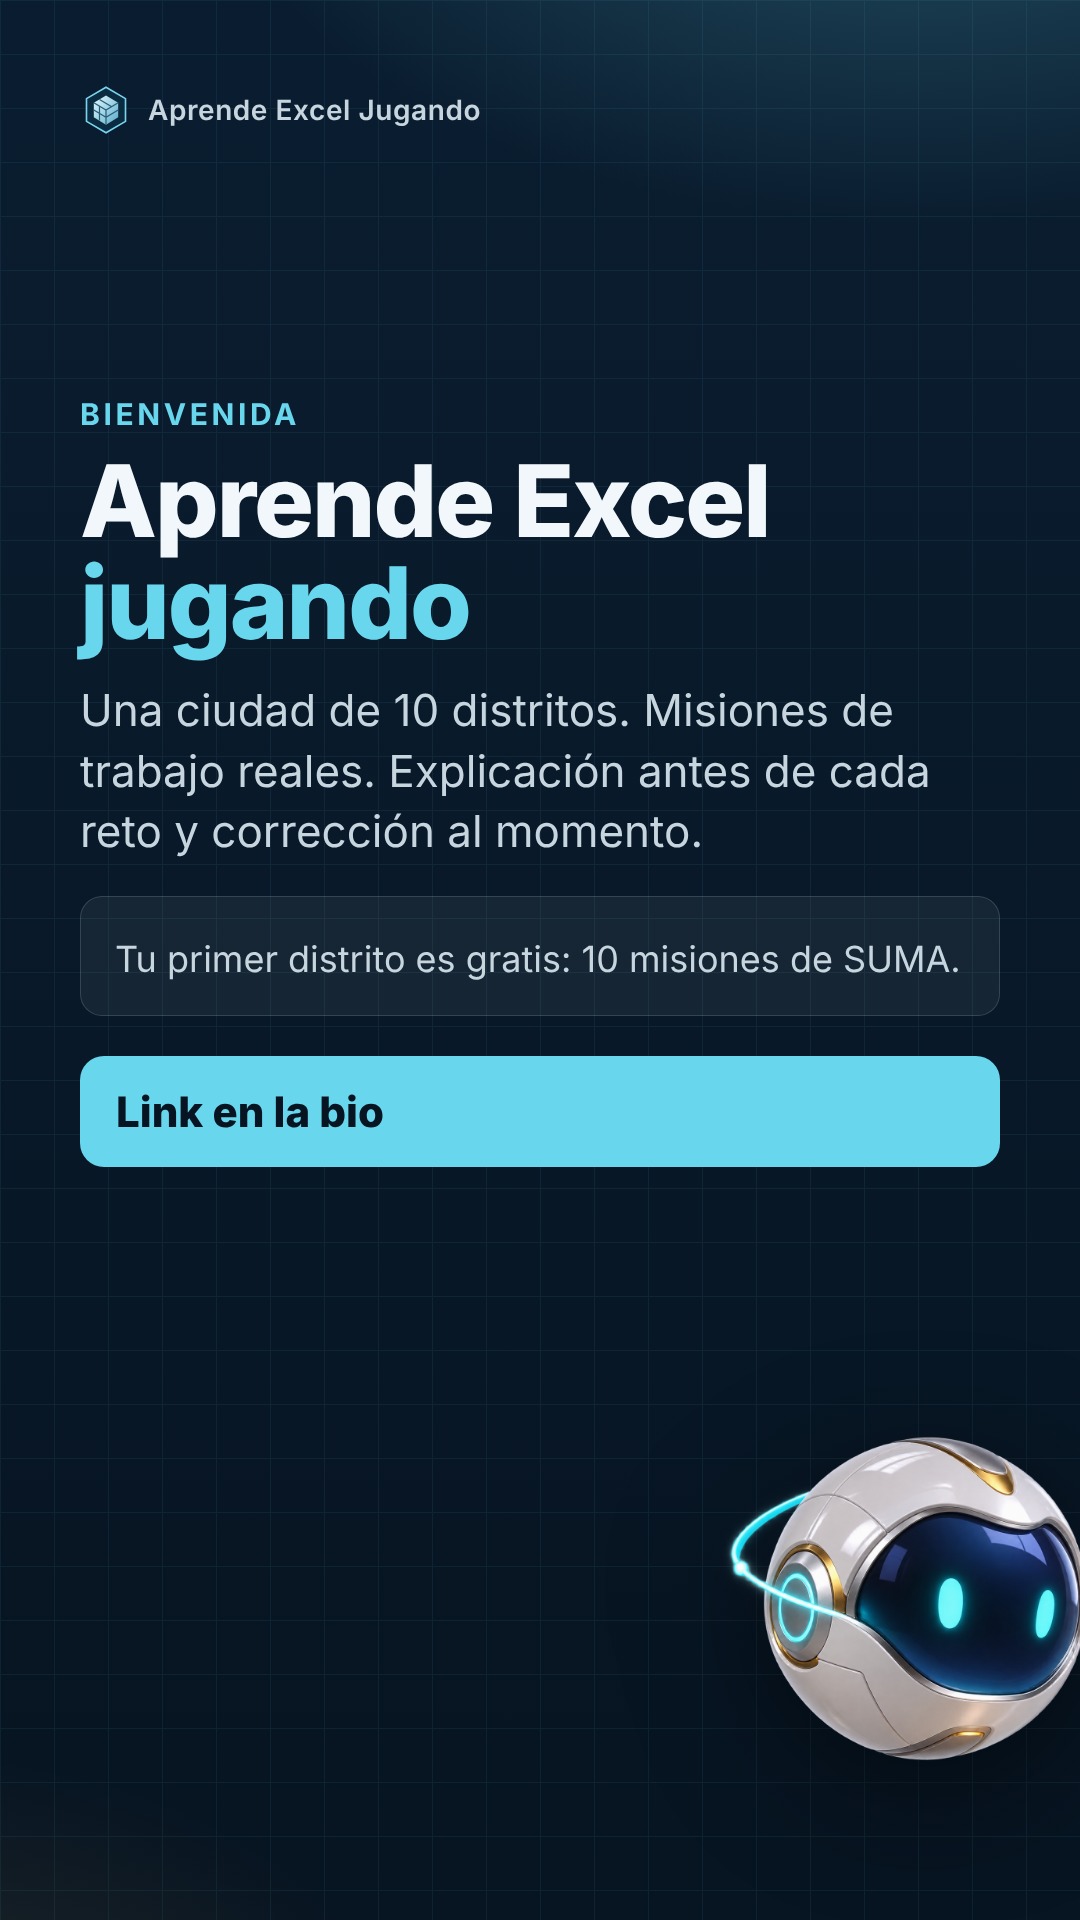 Aprende Excel Jugando
BIENVENIDA
Aprende Excel
jugando
Una ciudad de 10 distritos. Misiones de
trabajo reales. Explicación antes de cada
reto y corrección al momento.
Tu primer distrito es gratis: 10 misiones de SUMA.
Link en la bio